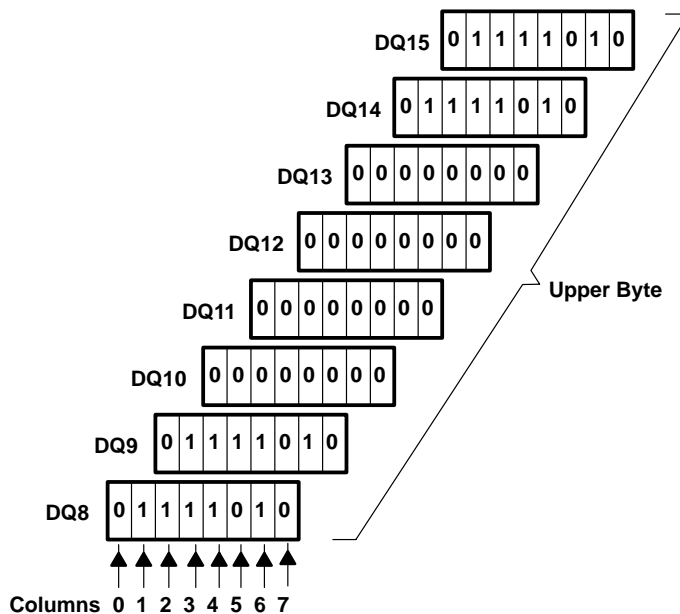 DQ15 0 1 1 1 1 0 1 0
DQ14 0 1 1 1 1 0 1 0
DQ13 0 0 0 0 0 0 0 0
DQ12 0 0 0 0 0 0 0 0
Upper Byte
DQ11 0 0 0 0 0 0 0 0
DQ10 0 0 0 0 0 0 0 0
DQ9 0 1 1 1 1 0 1 0
DQ8 0 1 1 1 1 0 1 0
Columns 0 1 2 3 4 5 6 7